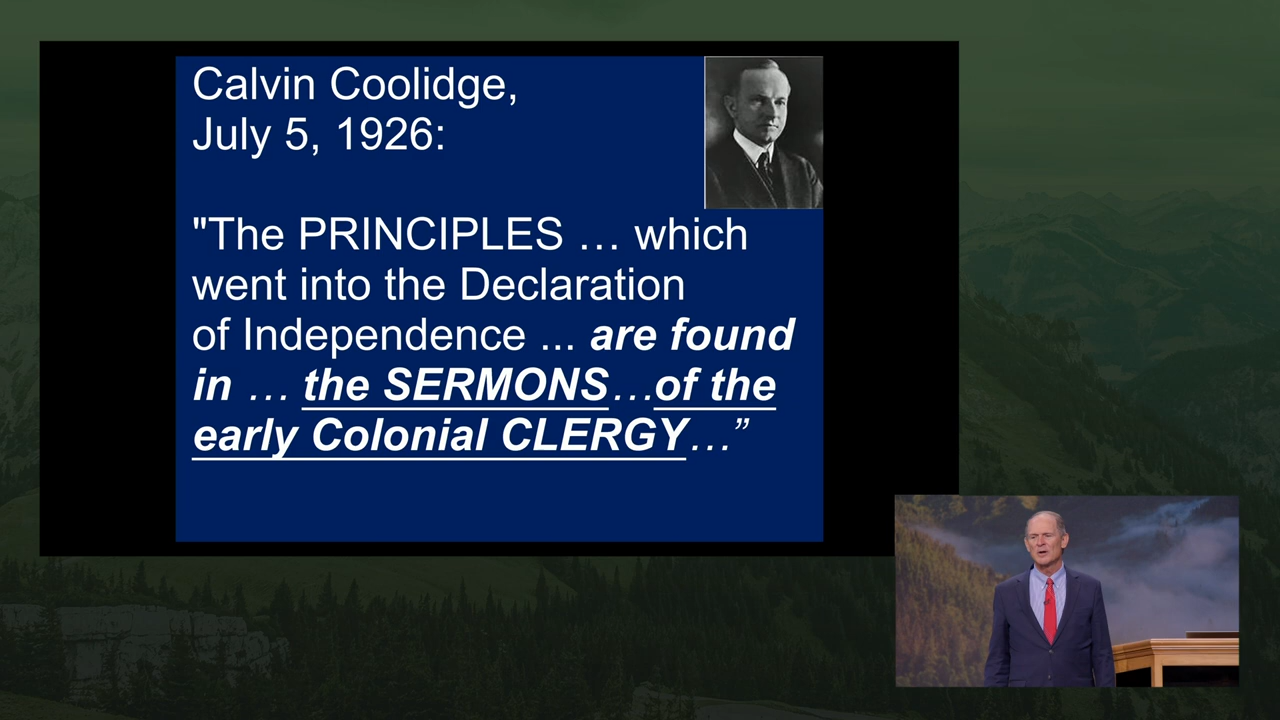 Calvin Coolidge,
July 5, 1926:
"The PRINCIPLES … which
went into the Declaration
of Independence ... are found
in … the SERMONS…of the
early Colonial CLERGY…”